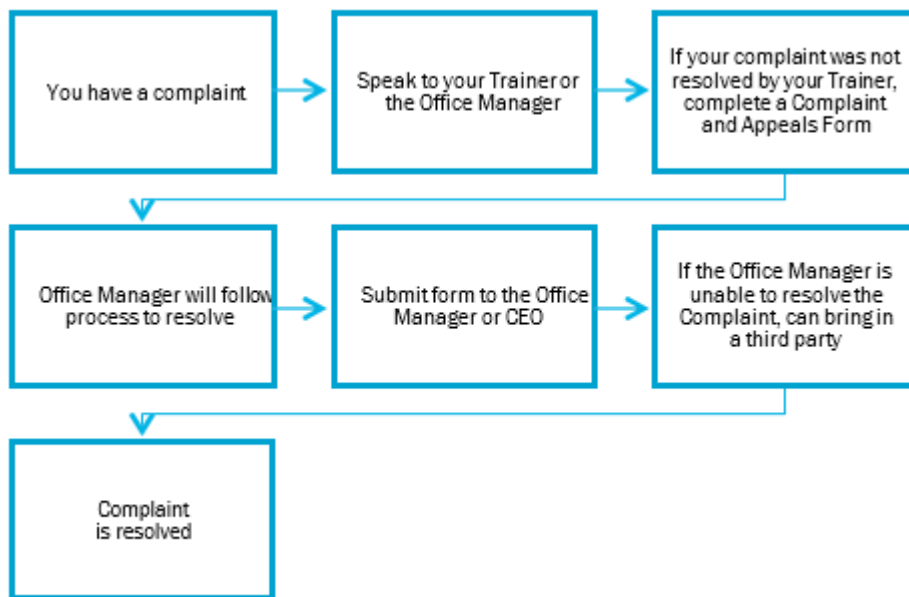 You have a complaint
Speak to your Trainer or
the Office Manager
If your complaint was not
resolved by your Trainer,
complete a Complaint
and Appeals Form
Office Manager will follow
process to resolve
Submit form to the Office
Manager or CEO
If the Office Manager is
unable to resolve the
Complaint, can bring in
a third party
Complaint
is resolved